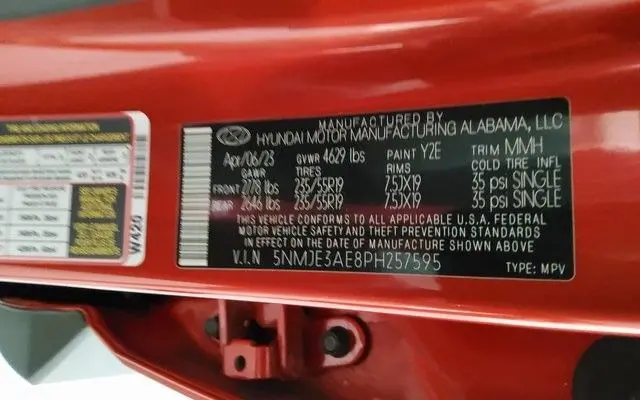 MANUFACTURED BY
HYUNDAI MOTOR MANUFACTURING ALABAMA, LLC
Apr/06/23 GVWR 4629 lbs PAINT Y2E TRIM MMH
GAWR TIRES RIMS COLD TIRE INFL
FRONT 2778 lbs 235/55R19 7.5JX19 35 psi SINGLE
REAR 2646 lbs 235/55R19 7.5JX19 35 psi SINGLE
THIS VEHICLE CONFORMS TO ALL APPLICABLE U.S.A. FEDERAL
MOTOR VEHICLE SAFETY AND THEFT PREVENTION STANDARDS
IN EFFECT ON THE DATE OF MANUFACTURE SHOWN ABOVE
V.I.N 5NMJE3AE8PH257595 TYPE: MPV
W420